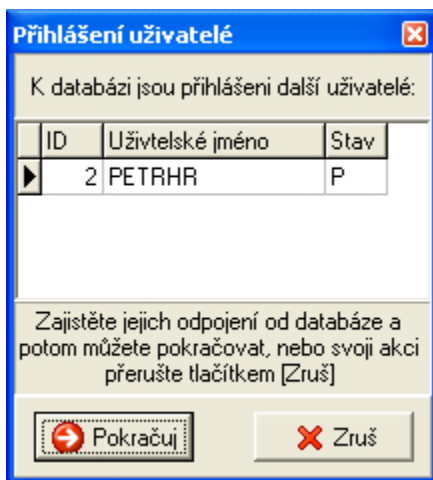 Přihlášení uživatelé
K databázi jsou přihlášeni další uživatelé:
ID Uživtelské jméno Stav
2 PETRHR P
Zajistěte jejich odpojení od databáze a
potom můžete pokračovat, nebo svoji akci
přerušte tlačítkem [Zruš]
Pokračuj Zruš